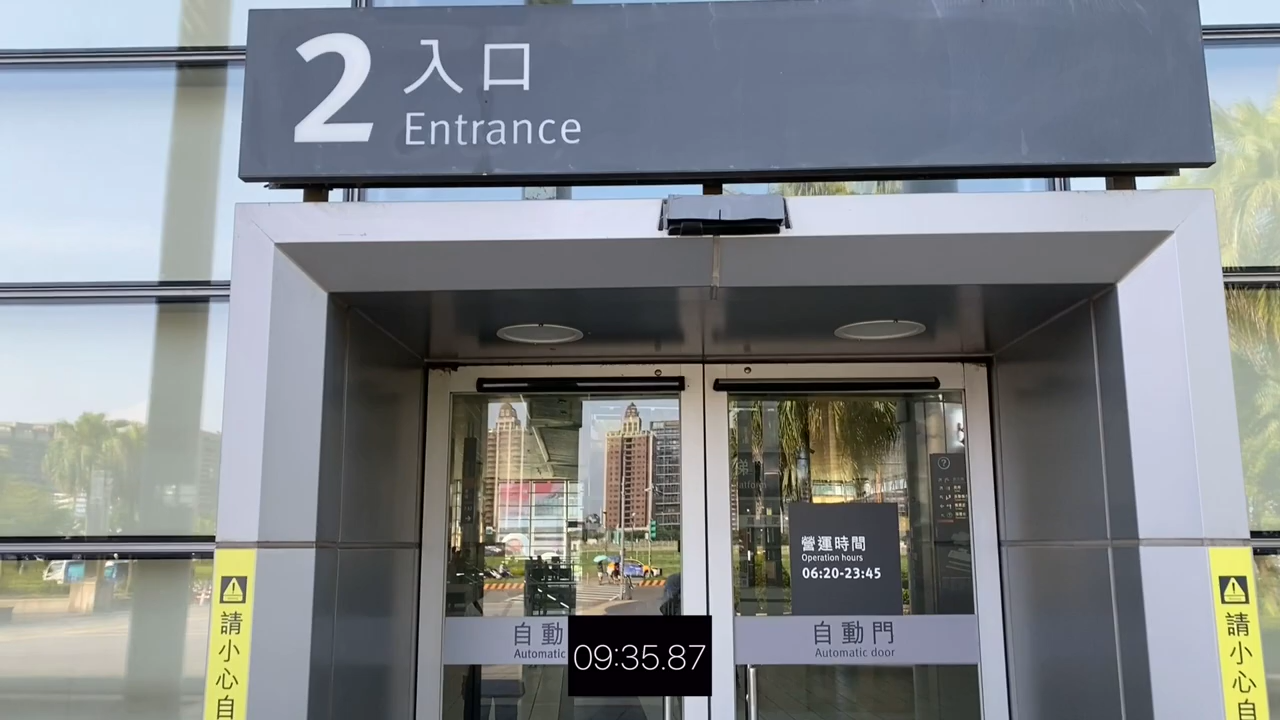 2 入口
Entrance
營運時間
Operation hours
06:20-23:45
自動
Automatic
自動門
Automatic door
09:35.87
請小心自
請小心自